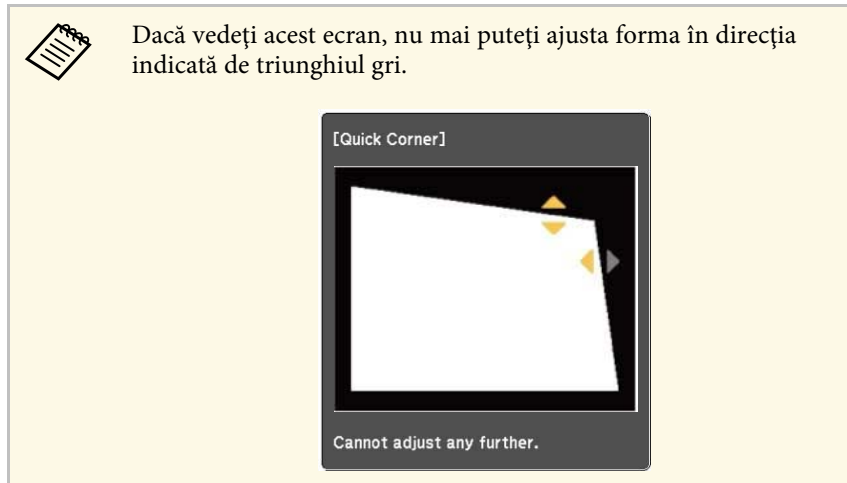 Dacă vedeţi acest ecran, nu mai puteţi ajusta forma în direcţia
indicată de triunghiul gri.
[Quick Corner]
Cannot adjust any further.